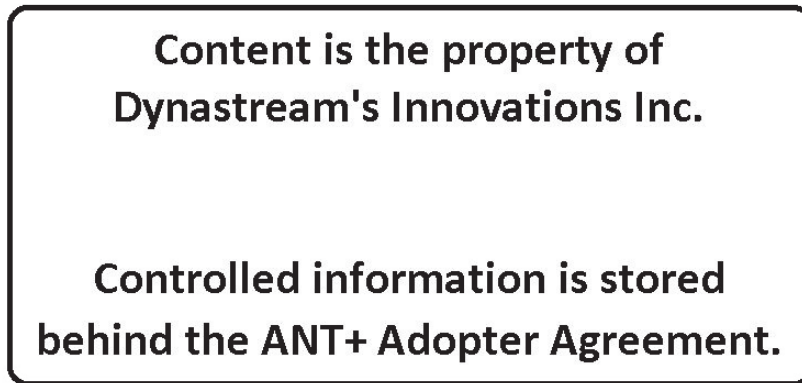 Content is the property of
Dynastream's Innovations Inc.
Controlled information is stored
behind the ANT+ Adopter Agreement.